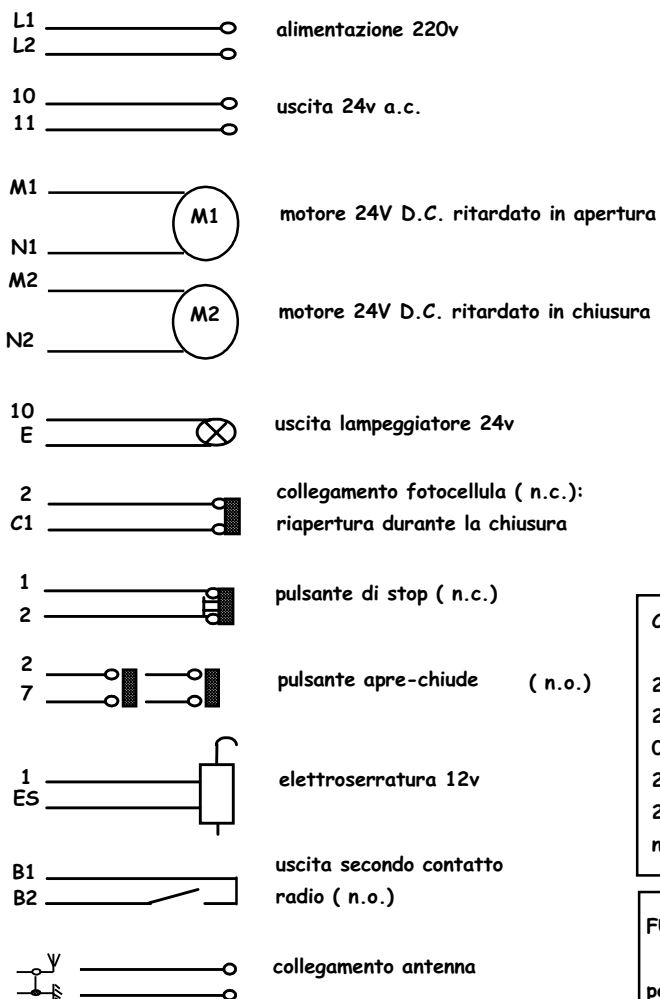 L1
L2
alimentazione 220v
10
11
uscita 24v a.c.
M1
N1
M1
motore 24V D.C. ritardato in apertura
M2
N2
M2
motore 24V D.C. ritardato in chiusura
10
E
uscita lampeggiatore 24v
2
C1
collegamento fotocellula ( n.c.):
riapertura durante la chiusura
1
2
pulsante di stop ( n.c.)
2
7
pulsante apre-chiude ( n.o.)
1
ES
elettroserratura 12v
B1
B2
uscita secondo contatto
radio ( n.o.)
collegamento antenna